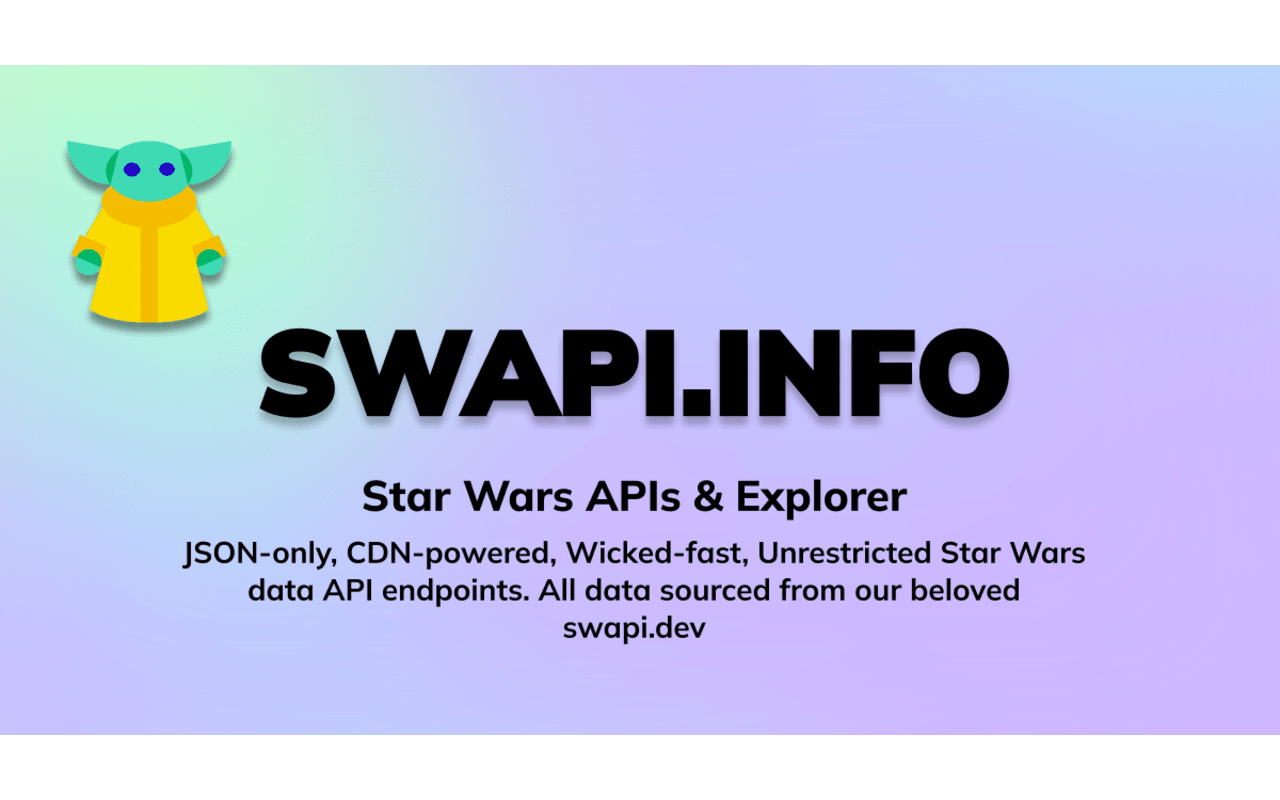 SWAPI.INFO
Star Wars APIs & Explorer
JSON-only, CDN-powered, Wicked-fast, Unrestricted Star Wars
data API endpoints. All data sourced from our beloved
swapi.dev